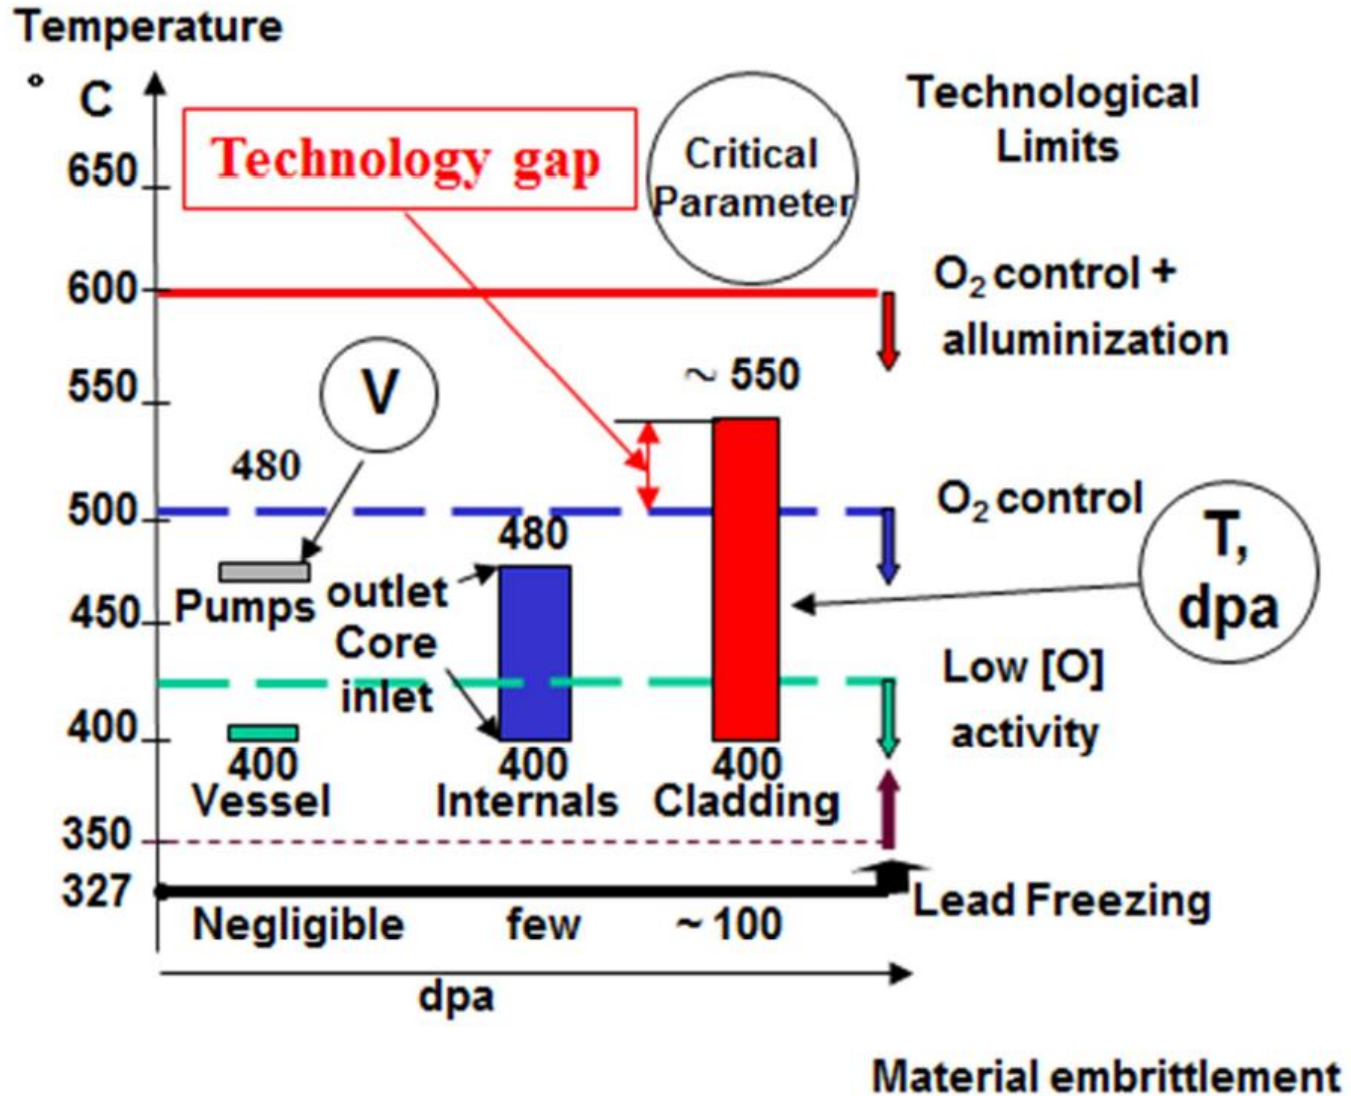 Temperature
° C
Technological
Limits
Technology gap
Critical
Parameter
650
600
O₂ control +
alluminization
550
V
~ 550
480
500
O₂ control
480
T,
dpa
outlet
Pumps
450
Core
inlet
Low [O]
activity
400
400
400
400
Vessel
Internals
Cladding
350
327
Lead Freezing
Negligible
few
~ 100
dpa
Material embrittlement